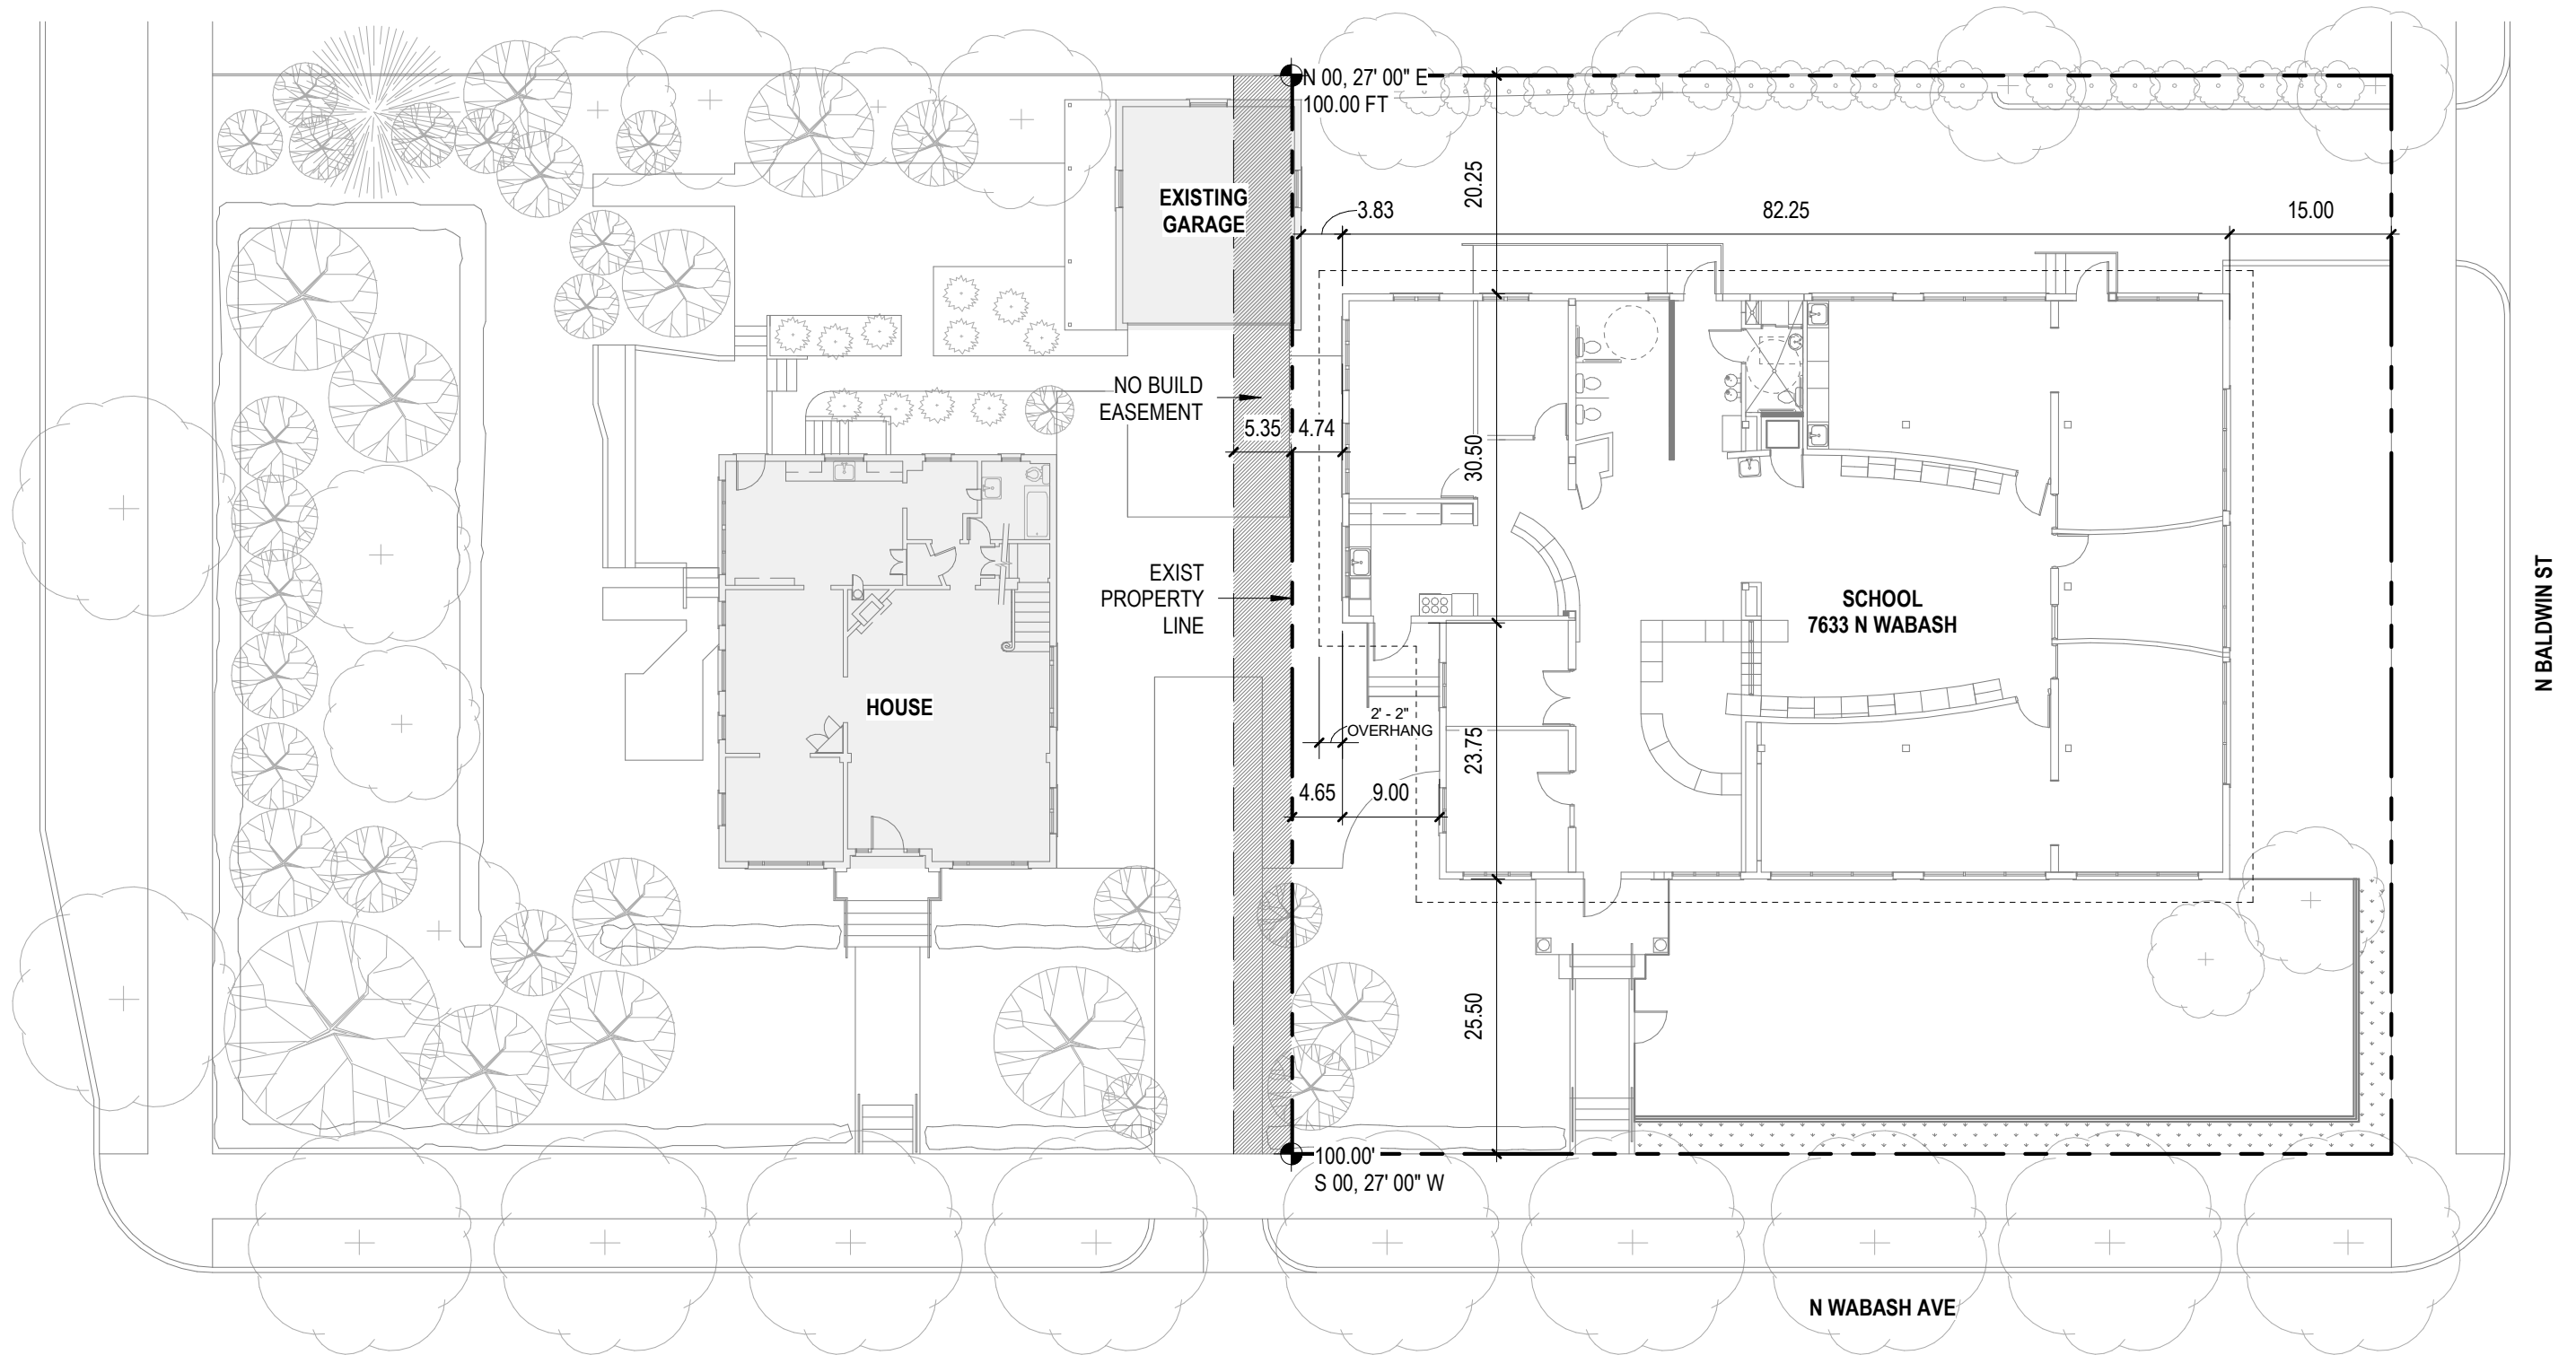 N 00, 27' 00" E
100.00 FT
20.25
3.83
82.25
15.00
EXISTING
GARAGE
NO BUILD
EASEMENT
5.35
4.74
30.50
EXIST
PROPERTY
LINE
SCHOOL
7633 N WABASH
N BALDWIN ST
HOUSE
2' - 2"
OVERHANG
23.75
4.65
9.00
25.50
100.00'
S 00, 27' 00" W
N WABASH AVE